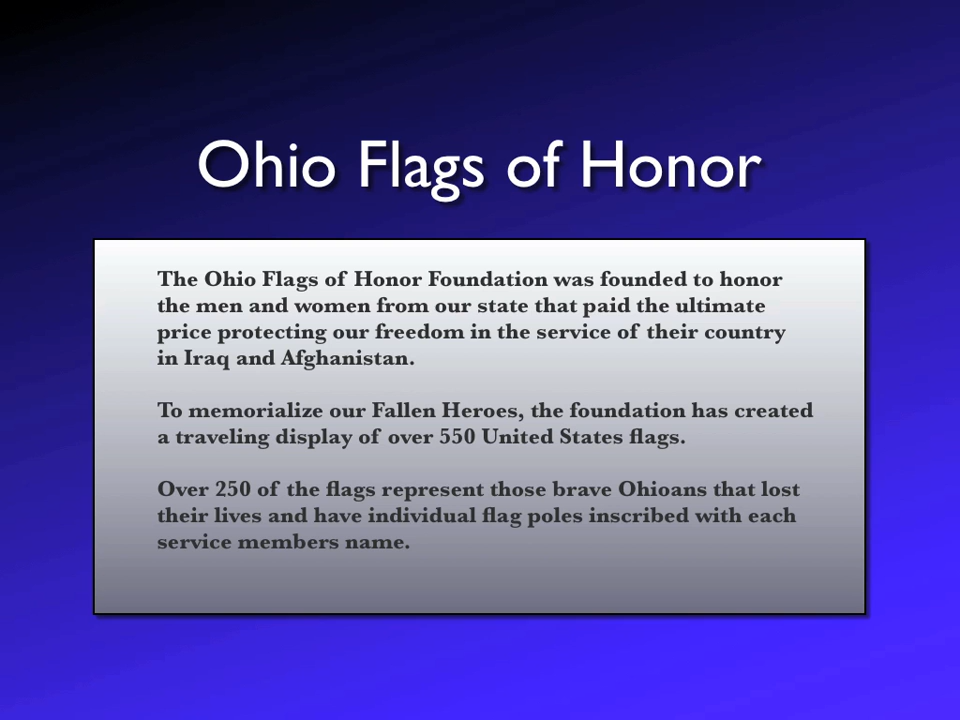 Ohio Flags of Honor
The Ohio Flags of Honor Foundation was founded to honor
the men and women from our state that paid the ultimate
price protecting our freedom in the service of their country
in Iraq and Afghanistan.
To memorialize our Fallen Heroes, the foundation has created
a traveling display of over 550 United States flags.
Over 250 of the flags represent those brave Ohioans that lost
their lives and have individual flag poles inscribed with each
service members name.